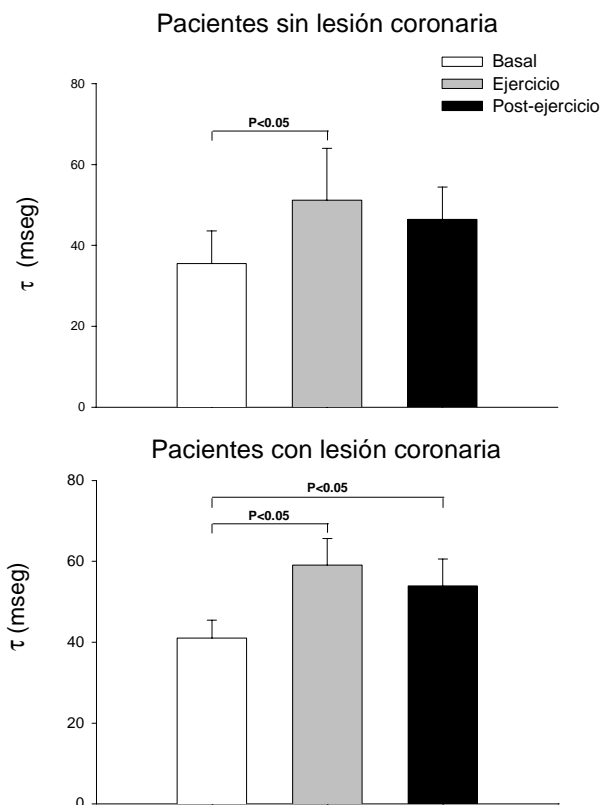 Pacientes sin lesión coronaria
Basal
Ejercicio
Post-ejercicio
80
P<0.05
60
τ (mseg)
40
20
0
Pacientes con lesión coronaria
80
P<0.05
P<0.05
60
τ (mseg)
40
20
0